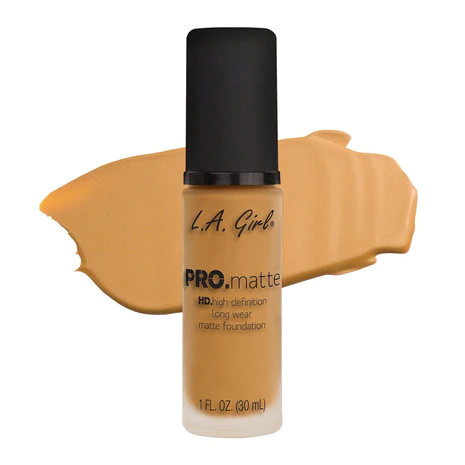 L.A. Girl®
PRO.matte
HD.high-definition
long wear
matte foundation
1 FL. OZ. (30 mL)